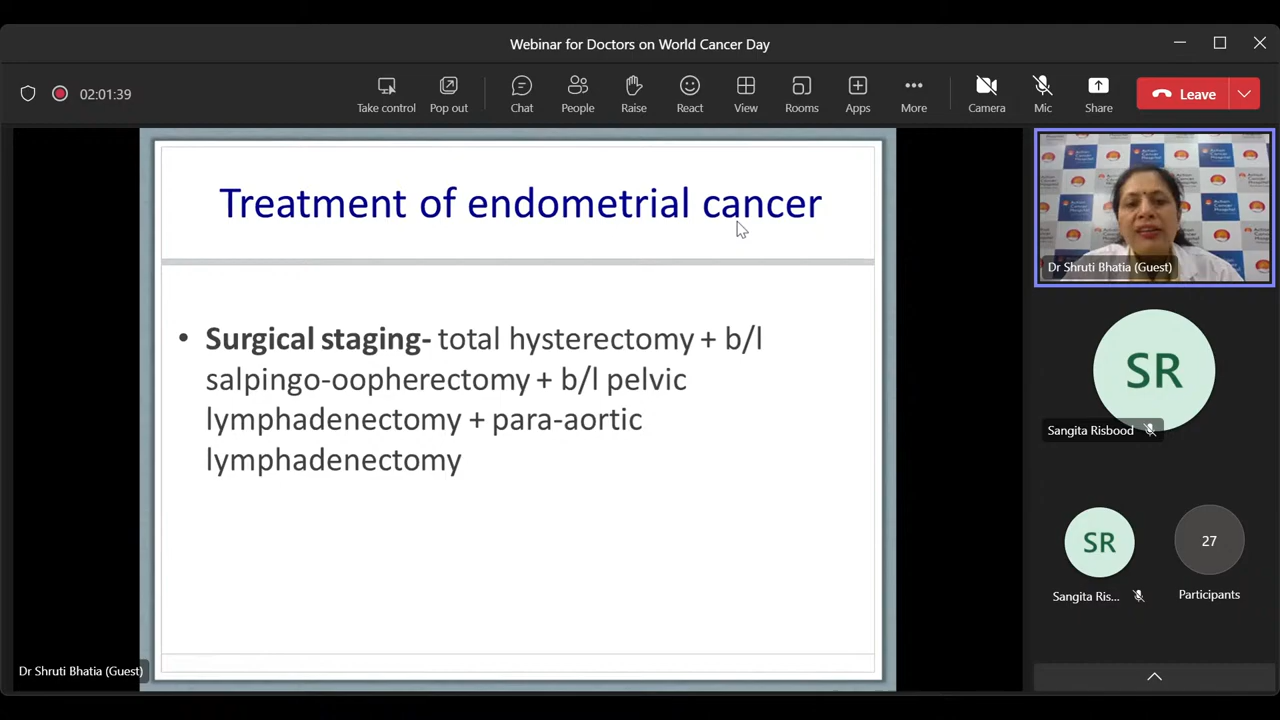 Webinar for Doctors on World Cancer Day
02:01:39
Take control
Pop out
Chat
People
Raise
React
View
Rooms
Apps
More
Camera
Mic
Share
Leave
Treatment of endometrial cancer
• Surgical staging- total hysterectomy + b/l
salpingo-oopherectomy + b/l pelvic
lymphadenectomy + para-aortic
lymphadenectomy
Dr Shruti Bhatia (Guest)
Dr Shruti Bhatia (Guest)
SR
Sangita Risbood
SR
Sangita Ris...
27
Participants